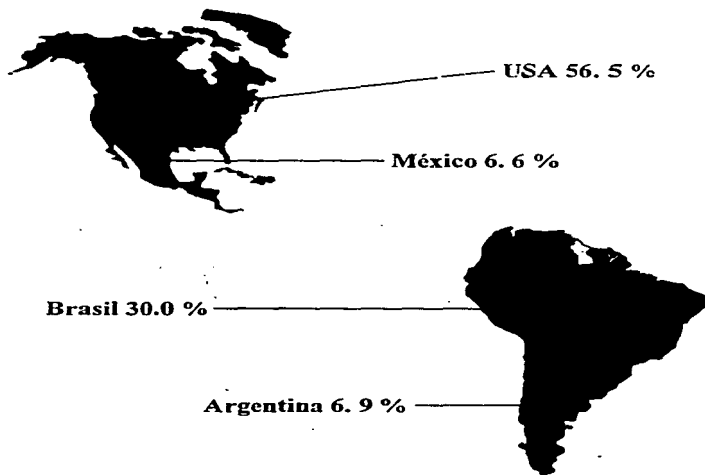 USA 56. 5 %
México 6. 6 %
Brasil 30.0 %
Argentina 6. 9 %